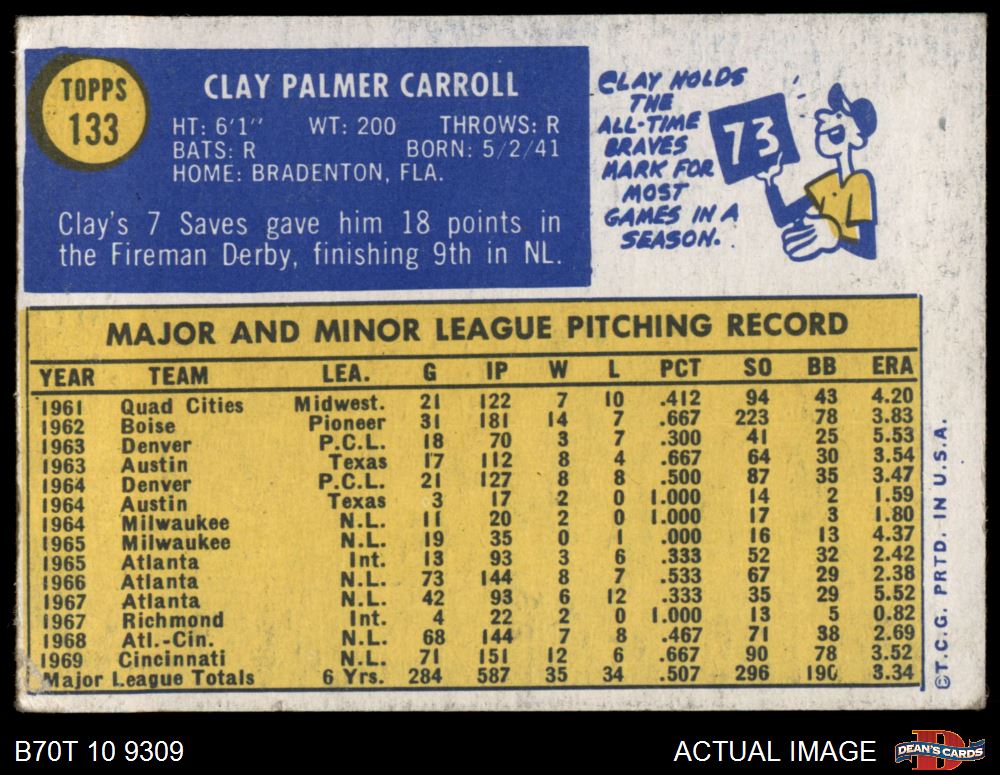 TOPPS
133
CLAY PALMER CARROLL
HT: 6'1" WT: 200 THROWS: R
BATS: R BORN: 5/2/41
HOME: BRADENTON, FLA.
Clay's 7 Saves gave him 18 points in
the Fireman Derby, finishing 9th in NL.
CLAY HOLDS
THE
ALL-TIME
BRAVES
MARK FOR
MOST
GAMES IN A
SEASON.
73
MAJOR AND MINOR LEAGUE PITCHING RECORD
YEAR TEAM LEA. G IP W L PCT SO BB ERA
1961 Quad Cities Midwest. 21 122 7 10 .412 94 43 4.20
1962 Boise Pioneer 31 181 14 7 .667 223 78 3.83
1963 Denver P.C.L. 18 70 3 7 .300 41 25 5.53
1963 Austin Texas 17 112 8 4 .667 64 30 3.54
1964 Denver P.C.L. 21 127 8 8 .500 87 35 3.47
1964 Austin Texas 3 17 2 0 1.000 14 2 1.59
1964 Milwaukee N.L. 11 20 2 0 1.000 17 3 1.80
1965 Milwaukee N.L. 19 35 0 1 .000 16 13 4.37
1965 Atlanta Int. 13 93 3 6 .333 52 32 2.42
1966 Atlanta N.L. 73 144 8 7 .533 67 29 2.38
1967 Atlanta N.L. 42 93 6 12 .333 35 29 5.52
1967 Richmond Int. 4 22 2 0 1.000 13 5 0.82
1968 Atl.-Cin. N.L. 68 144 7 8 .467 71 38 2.69
1969 Cincinnati N.L. 71 151 12 6 .667 90 78 3.52
Major League Totals 6 Yrs. 284 587 35 34 .507 296 190 3.34
©T.C.G. PRTD. IN U.S.A.
B70T 10 9309
ACTUAL IMAGE
DEAN'S CARDS